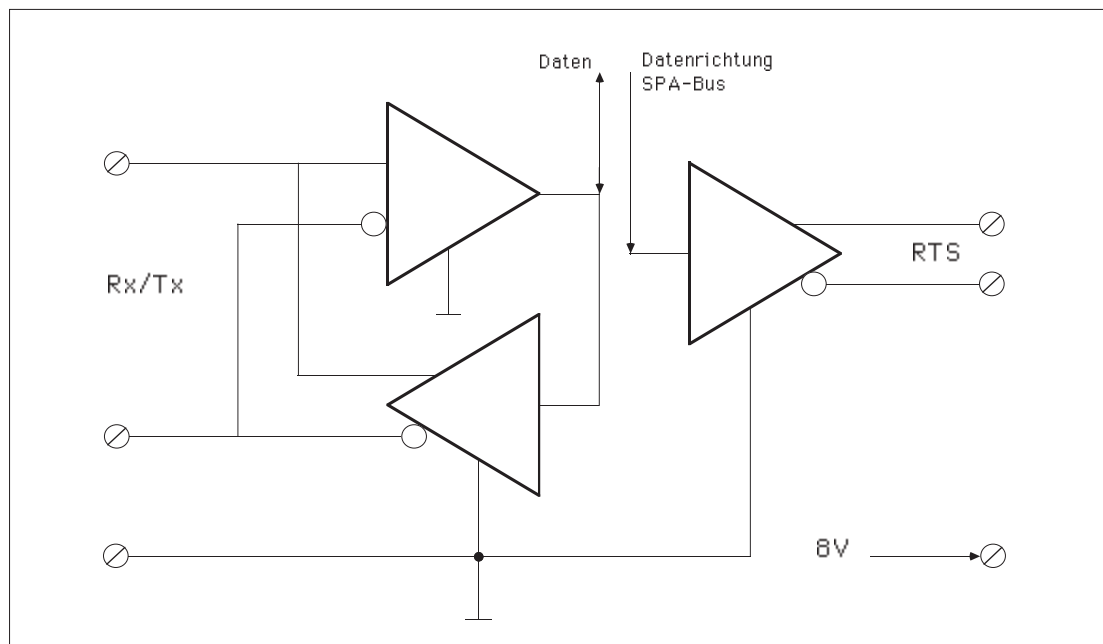 Daten
Datenrichtung
SPA-Bus
Rx/Tx
RTS
8V